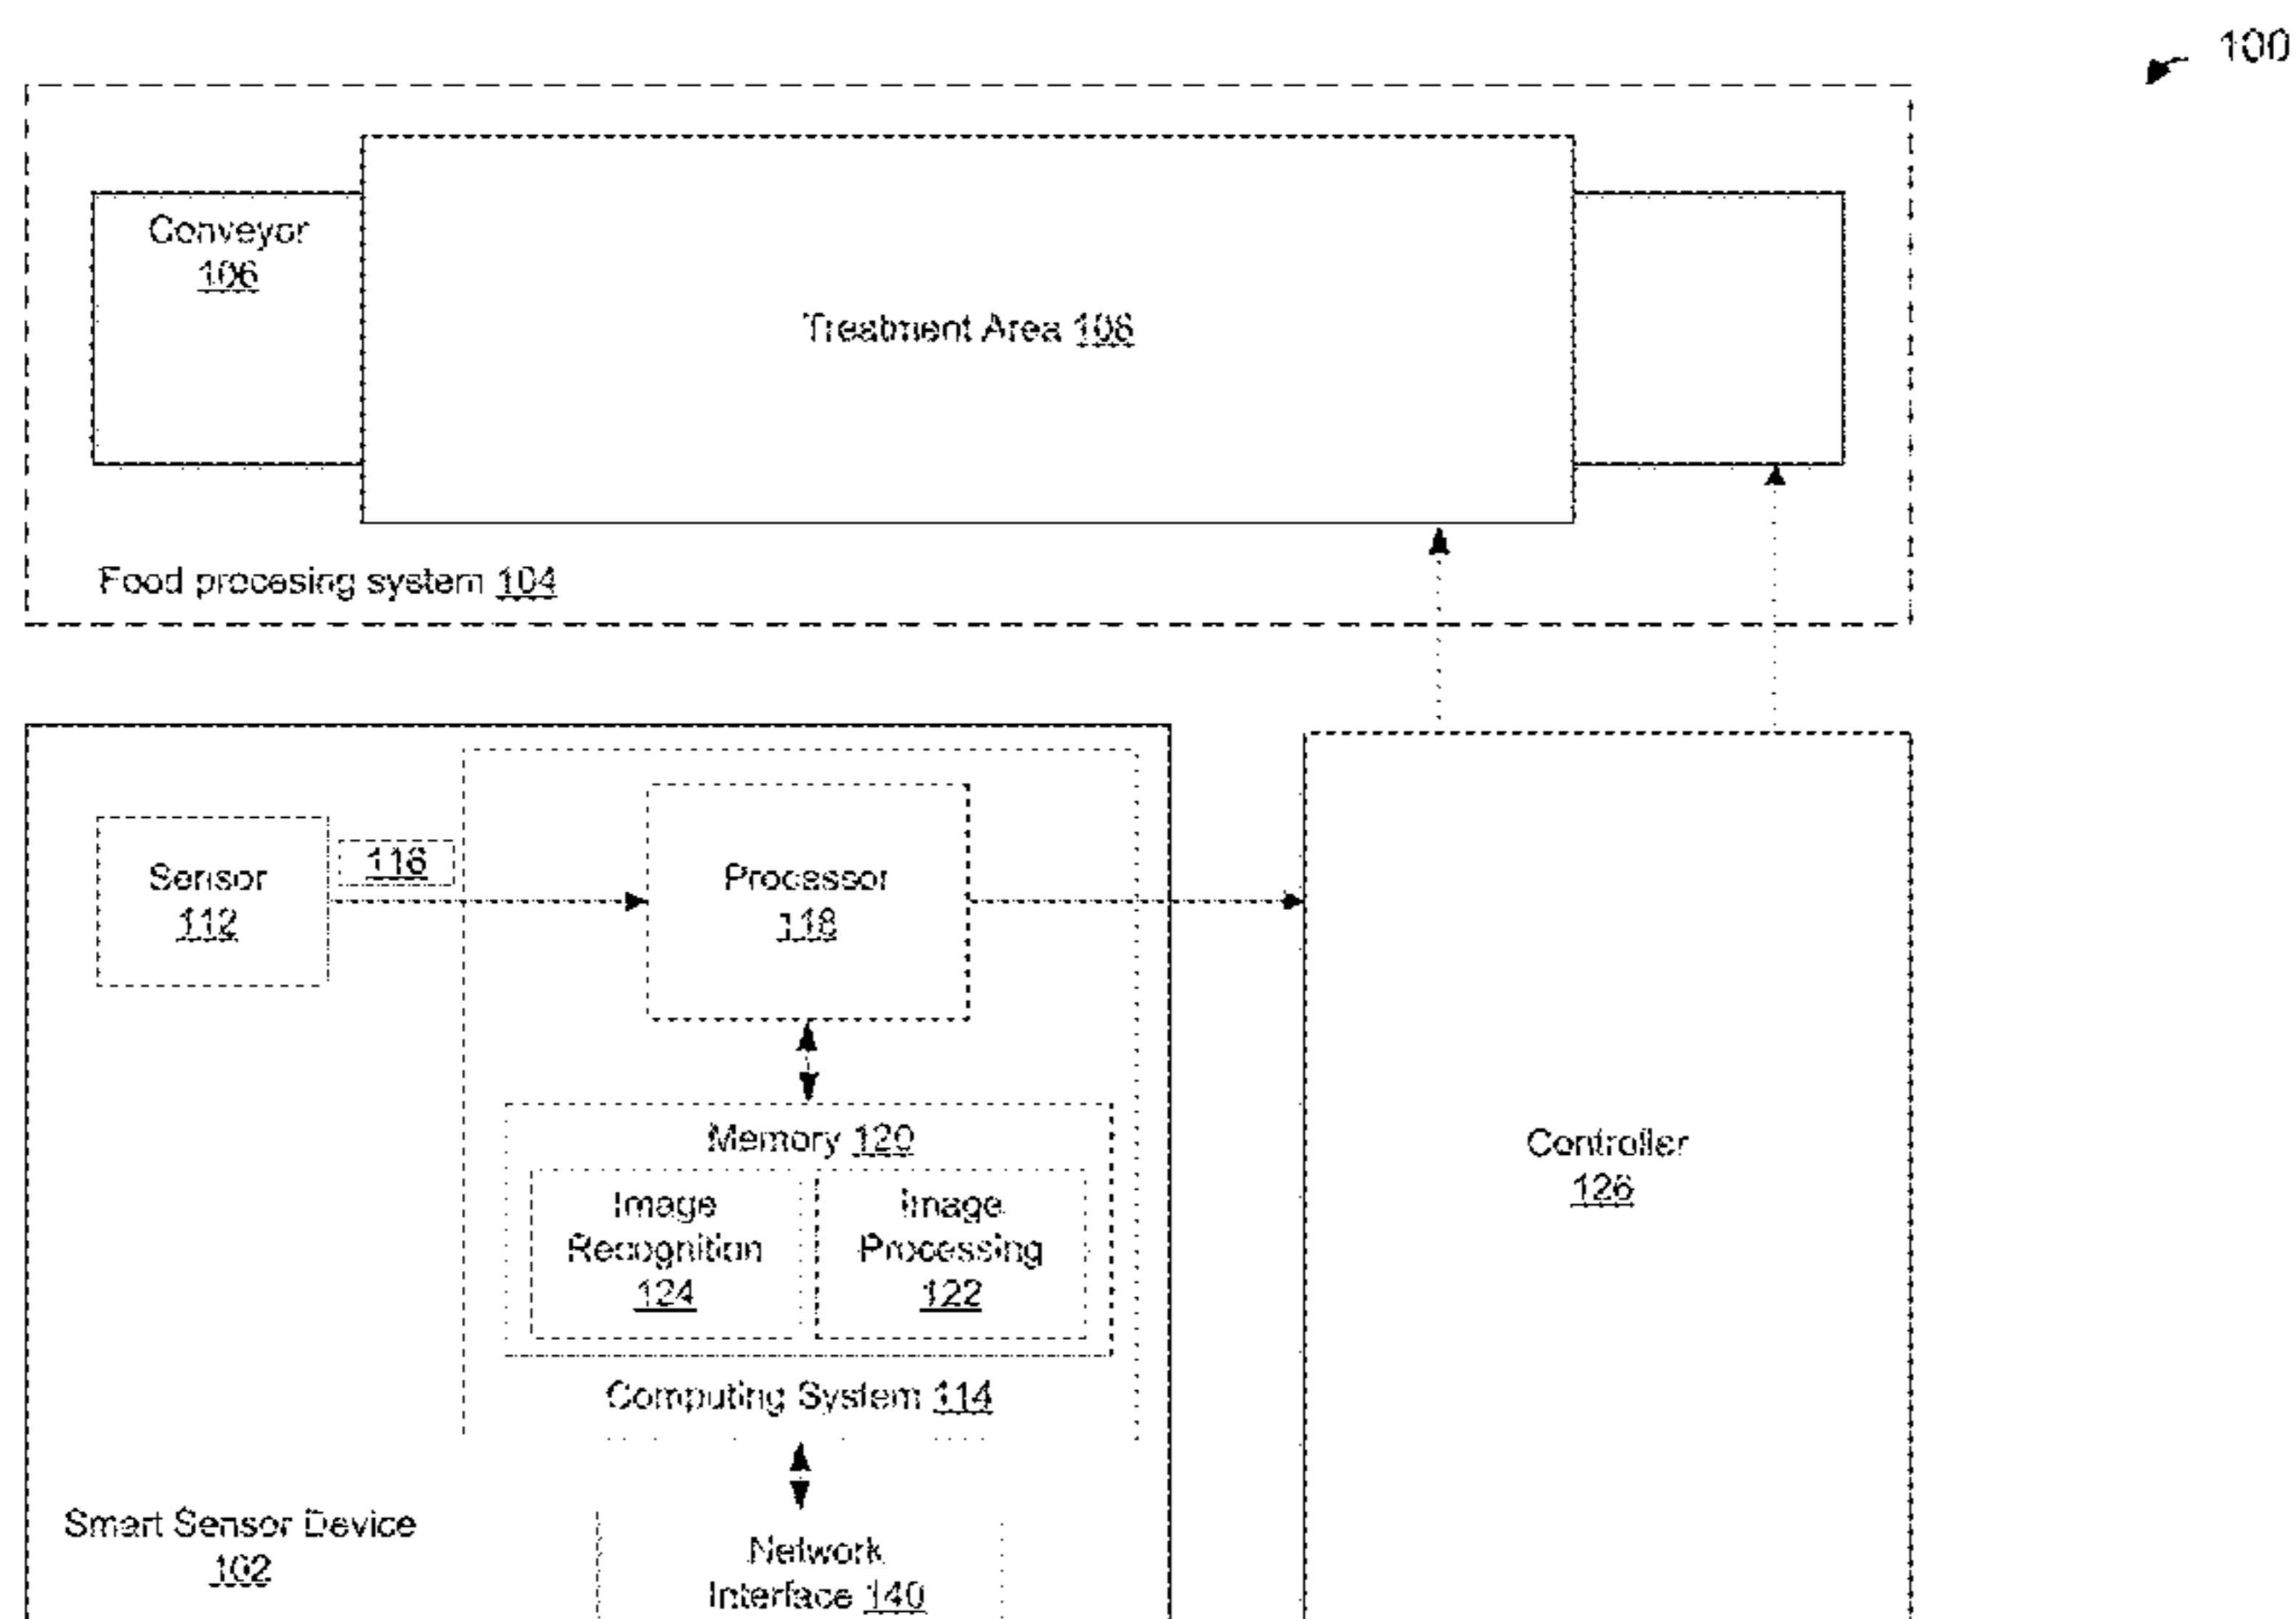 100
Conveyor
106
Treatment Area 108
Food procesing system 104
Sensor
112
116
Processor
118
Memory 120
Image
Recognition
124
Image
Processing
122
Controller
126
Computing System 114
Smart Sensor Device
102
Network
Interface 140